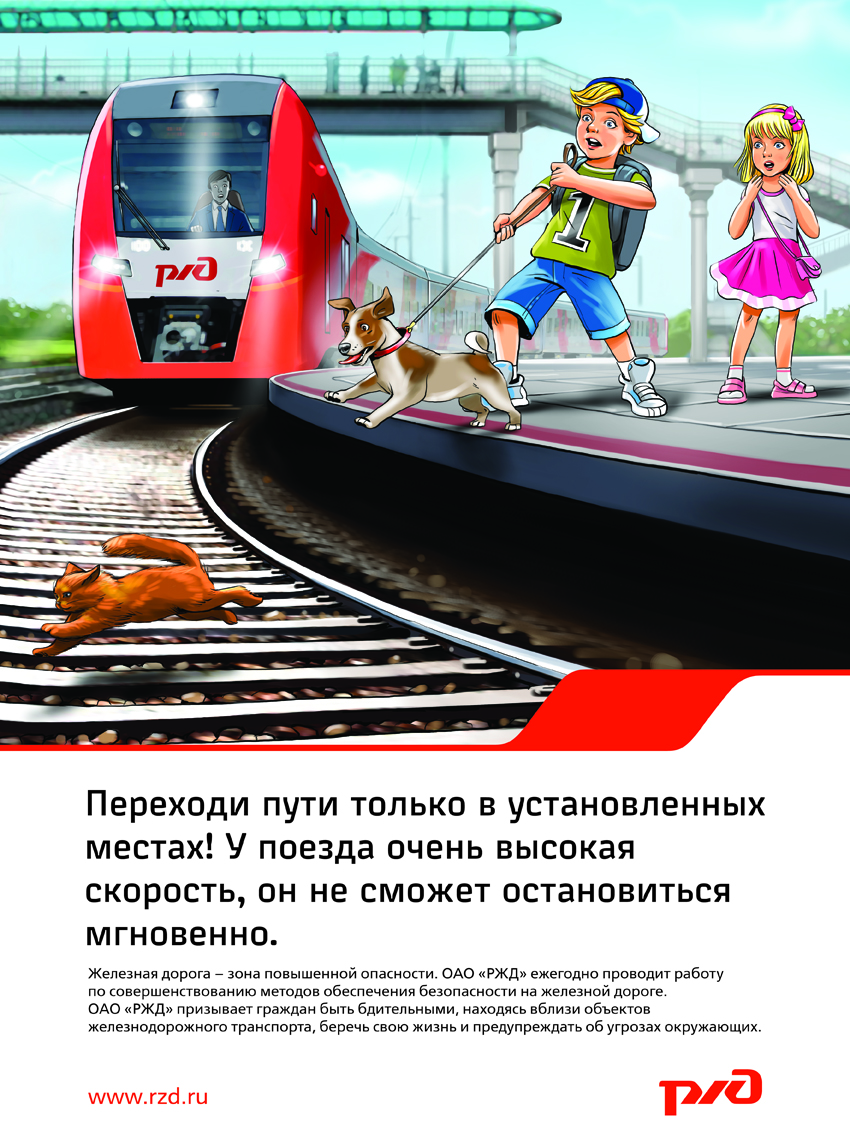 1
РЖД
Переходи пути только в установленных
местах! У поезда очень высокая
скорость, он не сможет остановиться
мгновенно.
Железная дорога – зона повышенной опасности. ОАО «РЖД» ежегодно проводит работу
по совершенствованию методов обеспечения безопасности на железной дороге.
ОАО «РЖД» призывает граждан быть бдительными, находясь вблизи объектов
железнодорожного транспорта, беречь свою жизнь и предупреждать об угрозах окружающих.
www.rzd.ru
РЖД